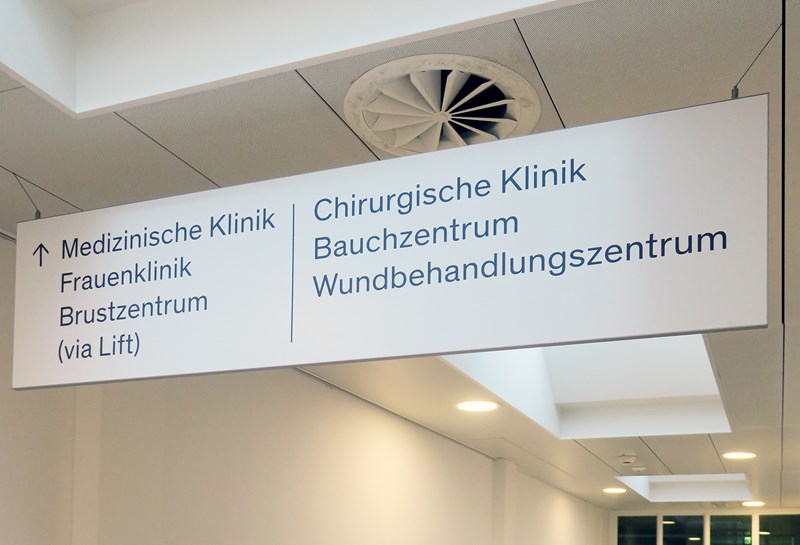 ↑ Medizinische Klinik
Frauenklinik
Brustzentrum
(via Lift)
Chirurgische Klinik
Bauchzentrum
Wundbehandlungszentrum